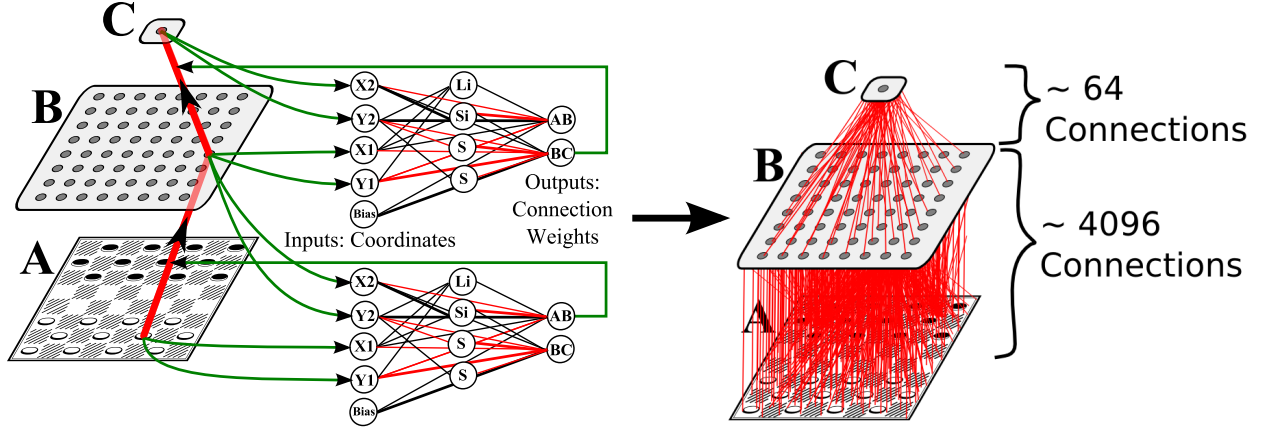 C
B
A
X2
Y2
X1
Y1
Bias
Li
Si
S
S
AB
BC
Outputs:
Connection
Weights
Inputs: Coordinates
X2
Y2
X1
Y1
Bias
Li
Si
S
S
AB
BC
C
B
A
~ 64
Connections
~ 4096
Connections